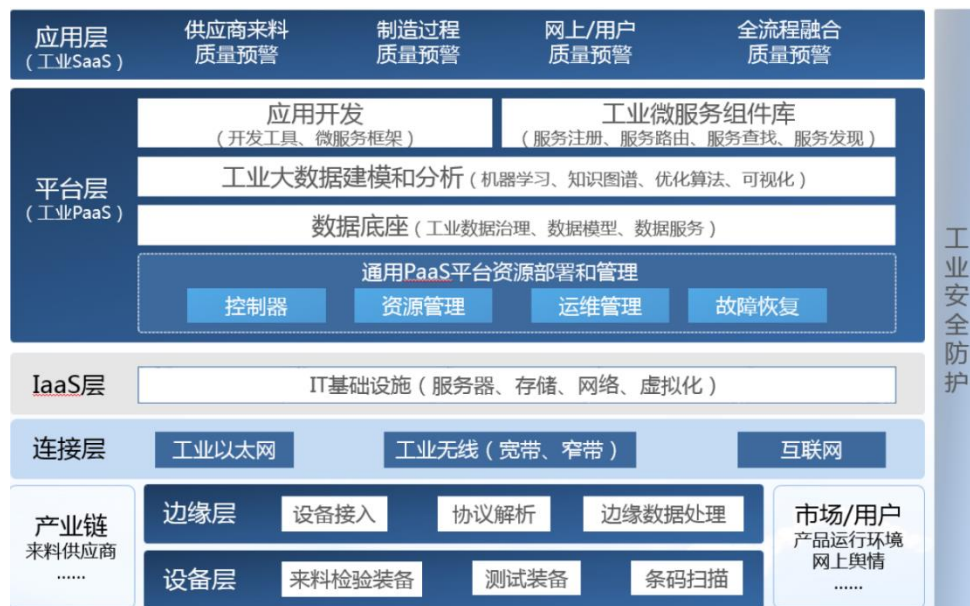 应用层
（工业SaaS）
供应商来料
质量预警
制造过程
质量预警
网上/用户
质量预警
全流程融合
质量预警
平台层
（工业PaaS）
应用开发
（开发工具、微服务框架）
工业微服务组件库
（服务注册、服务路由、服务查找、服务发现）
工业大数据建模和分析（机器学习、知识图谱、优化算法、可视化）
数据底座（工业数据治理、数据模型、数据服务）
通用PaaS平台资源部署和管理
控制器
资源管理
运维管理
故障恢复
IaaS层
IT基础设施（服务器、存储、网络、虚拟化）
连接层
工业以太网
工业无线（宽带、窄带）
互联网
产业链
来料供应商
……
边缘层
设备接入
协议解析
边缘数据处理
设备层
来料检验装备
测试装备
条码扫描
市场/用户
产品运行环境
网上舆情
……
工业安全防护